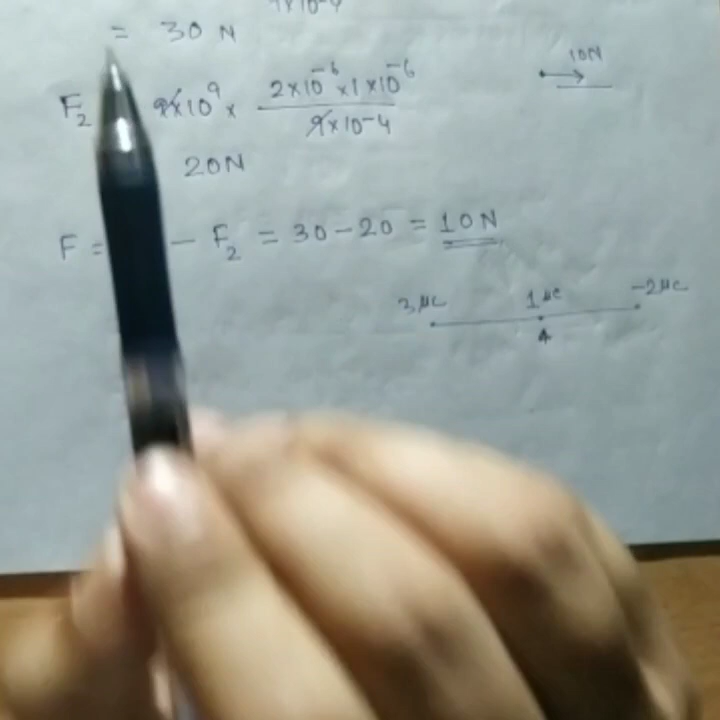 = 30 N
10N
F₂ 9×10⁹ × 2×10⁻⁶×1×10⁻⁶
9×10-4
20N
F = - F₂ = 30-20 = 10N
3μC 1μC -2μC
A